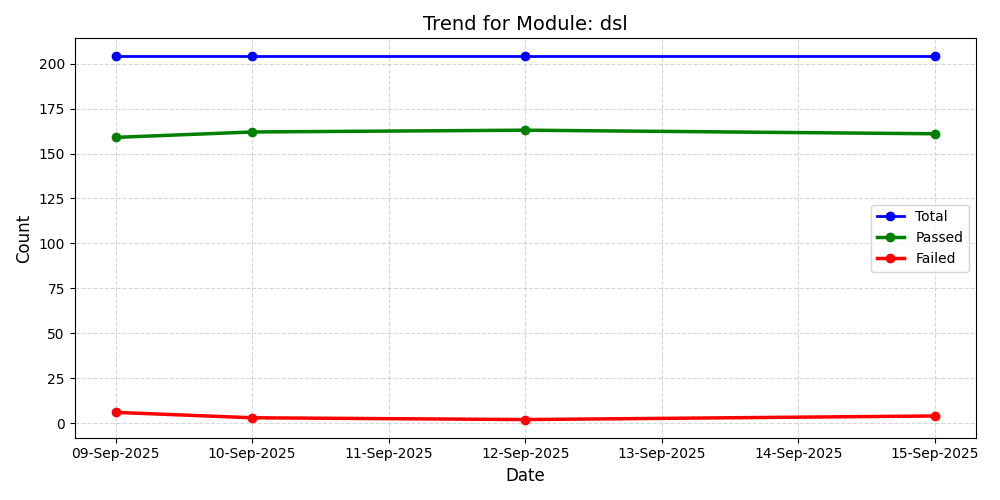 Trend for Module: dsl
Count
200
175
150
125
100
75
50
25
0
Total
Passed
Failed
09-Sep-2025 10-Sep-2025 11-Sep-2025 12-Sep-2025 13-Sep-2025 14-Sep-2025 15-Sep-2025
Date